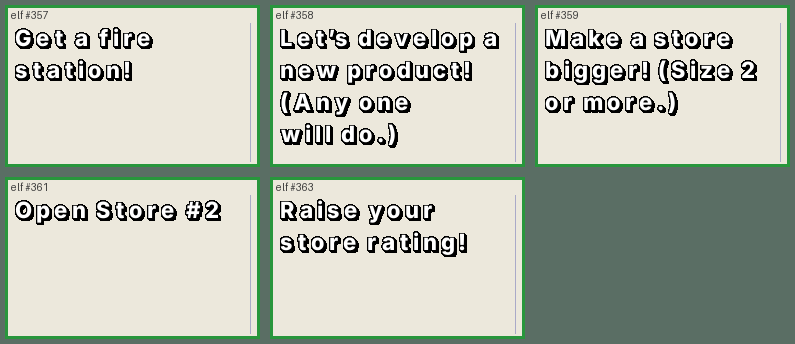 elf #357
Get a fire
station!
elf #358
Let's develop a
new product!
(Any one
will do.)
elf #359
Make a store
bigger! (Size 2
or more.)
elf #361
Open Store #2
elf #363
Raise your
store rating!